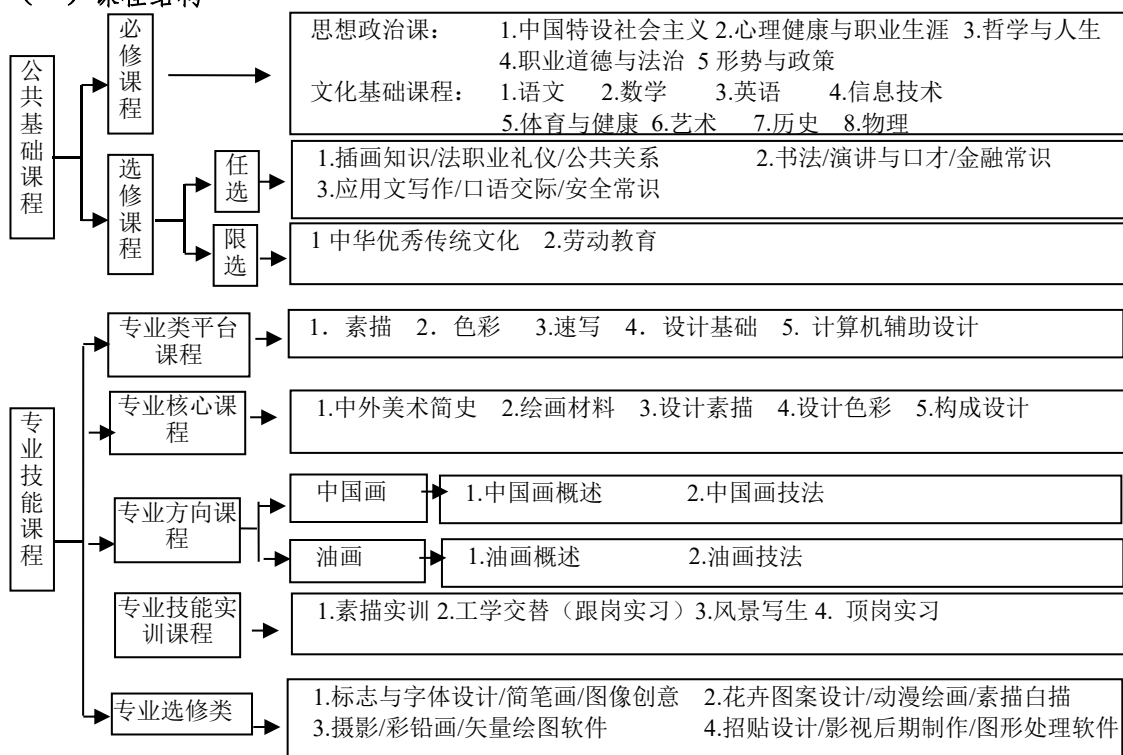 公共基础课程
必修课程
思想政治课： 1.中国特设社会主义 2.心理健康与职业生涯 3.哲学与人生
4.职业道德与法治 5 形势与政策
文化基础课程： 1.语文 2.数学 3.英语 4.信息技术
5.体育与健康 6.艺术 7.历史 8.物理
选修课程
任选
1.插画知识/法职业礼仪/公共关系 2.书法/演讲与口才/金融常识
3.应用文写作/口语交际/安全常识
限选
1 中华优秀传统文化 2.劳动教育
专业技能课程
专业类平台
课程
1．素描 2．色彩 3.速写 4．设计基础 5. 计算机辅助设计
专业核心课
程
1.中外美术简史 2.绘画材料 3.设计素描 4.设计色彩 5.构成设计
专业方向课
程
中国画
1.中国画概述 2.中国画技法
油画
1.油画概述 2.油画技法
专业技能实
训课程
1.素描实训 2.工学交替（跟岗实习）3.风景写生 4. 顶岗实习
专业选修类
1.标志与字体设计/简笔画/图像创意 2.花卉图案设计/动漫绘画/素描白描
3.摄影/彩铅画/矢量绘图软件 4.招贴设计/影视后期制作/图形处理软件